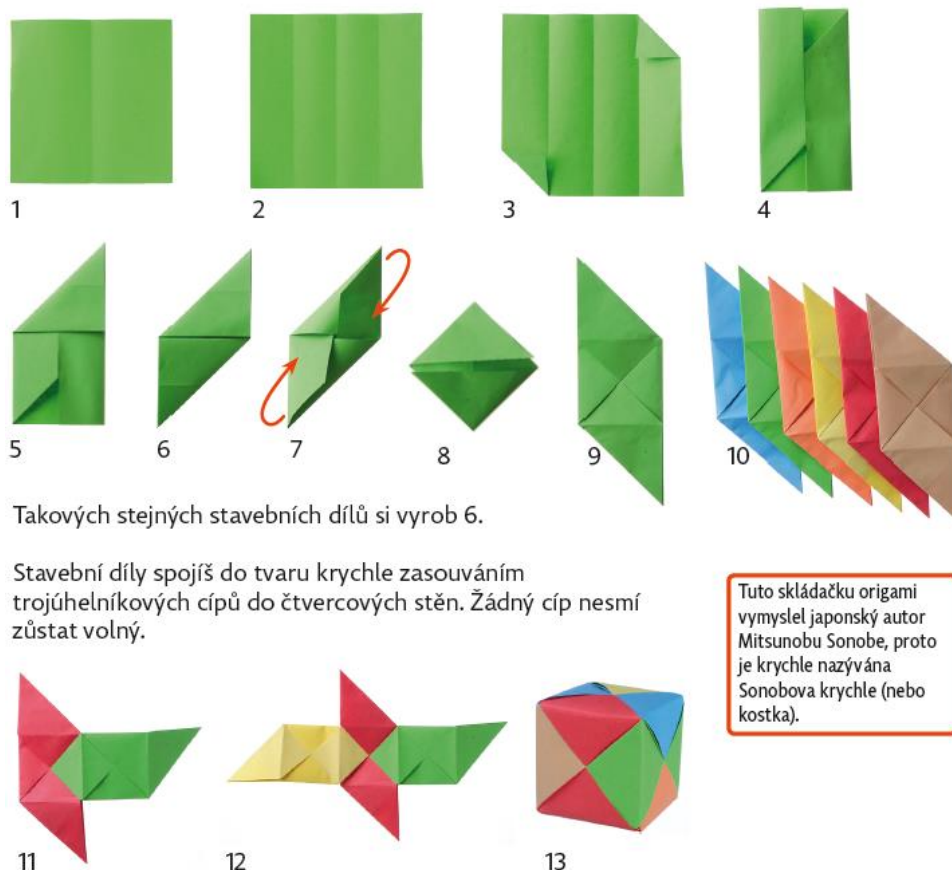 1
2
3
4
5
6
7
8
9
10
Takových stejných stavebních dílů si vyrob 6.
Stavební díly spojíš do tvaru krychle zasouváním
trojúhelníkových cípů do čtvercových stěn. Žádný cíp nesmí
zůstat volný.
Tuto skládačku origami
vymyslel japonský autor
Mitsunobu Sonobe, proto
je krychle nazývána
Sonobova krychle (nebo
kostka).
11
12
13